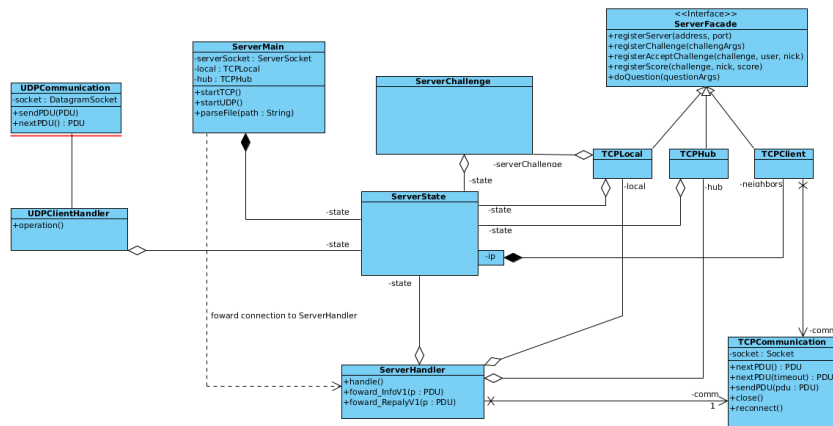 <<Interface>>
ServerFacade
+registerServer(address, port)
+registerChallenge(challengArgs)
+registerAcceptChallenge(challenge, user, nick)
+registerScore(challenge, nick, score)
+doQuestion(questionArgs)
ServerMain
-serverSocket : ServerSocket
-local : TCPLocal
-hub : TCPHub
+startTCP()
+startUDP()
+parseFile(path : String)
UDPCommunication
-socket : DatagramSocket
+sendPDU(PDU)
+nextPDU() : PDU
ServerChallenge
-serverChallenge
-state
TCPLocal
TCPHub
TCPClient
-local
-hub
-neighbors
ServerState
-state
-state
-state
-state
-ip
-state
UDPClientHandler
+operation()
foward connection to ServerHandler
-comm
TCPCommunication
-socket : Socket
+nextPDU() : PDU
+nextPDU(timeout) : PDU
+sendPDU(pdu : PDU)
+close()
+reconnect()
ServerHandler
+handle()
+foward_InfoV1(p : PDU)
+foward_RepalyV1(p : PDU)
-comm
1